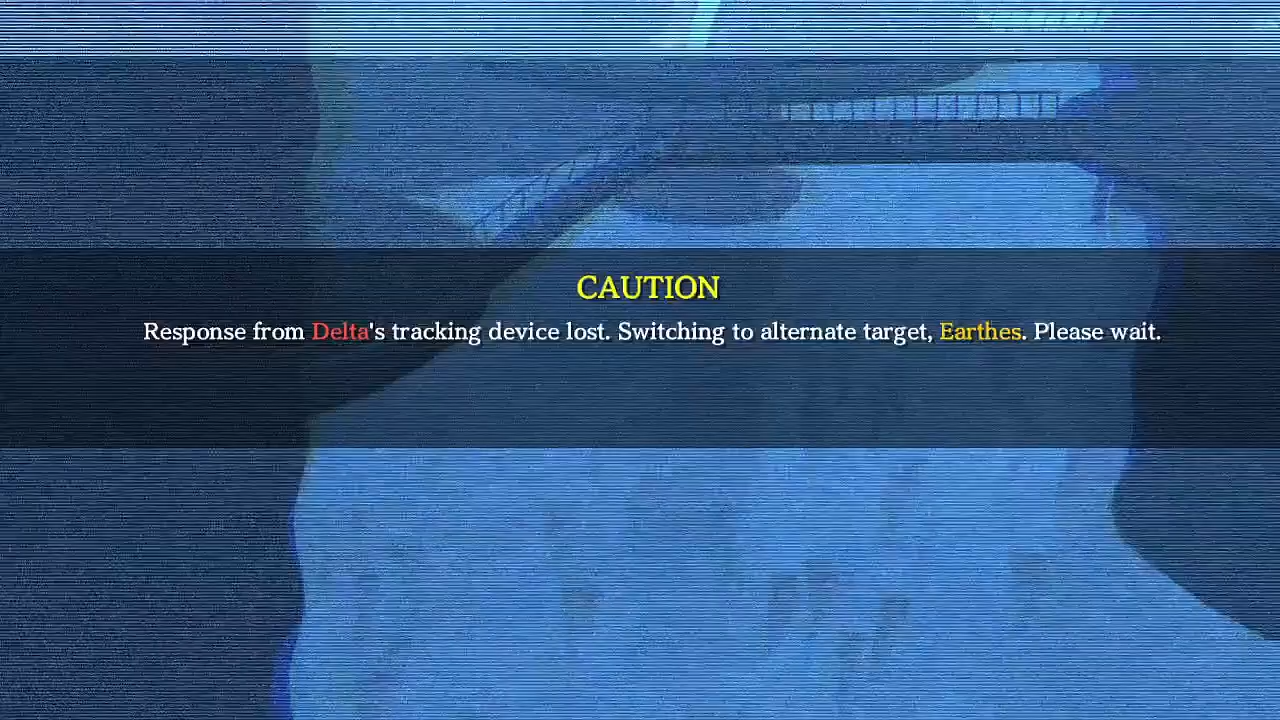 CAUTION
Response from Delta's tracking device lost. Switching to alternate target, Earthes. Please wait.